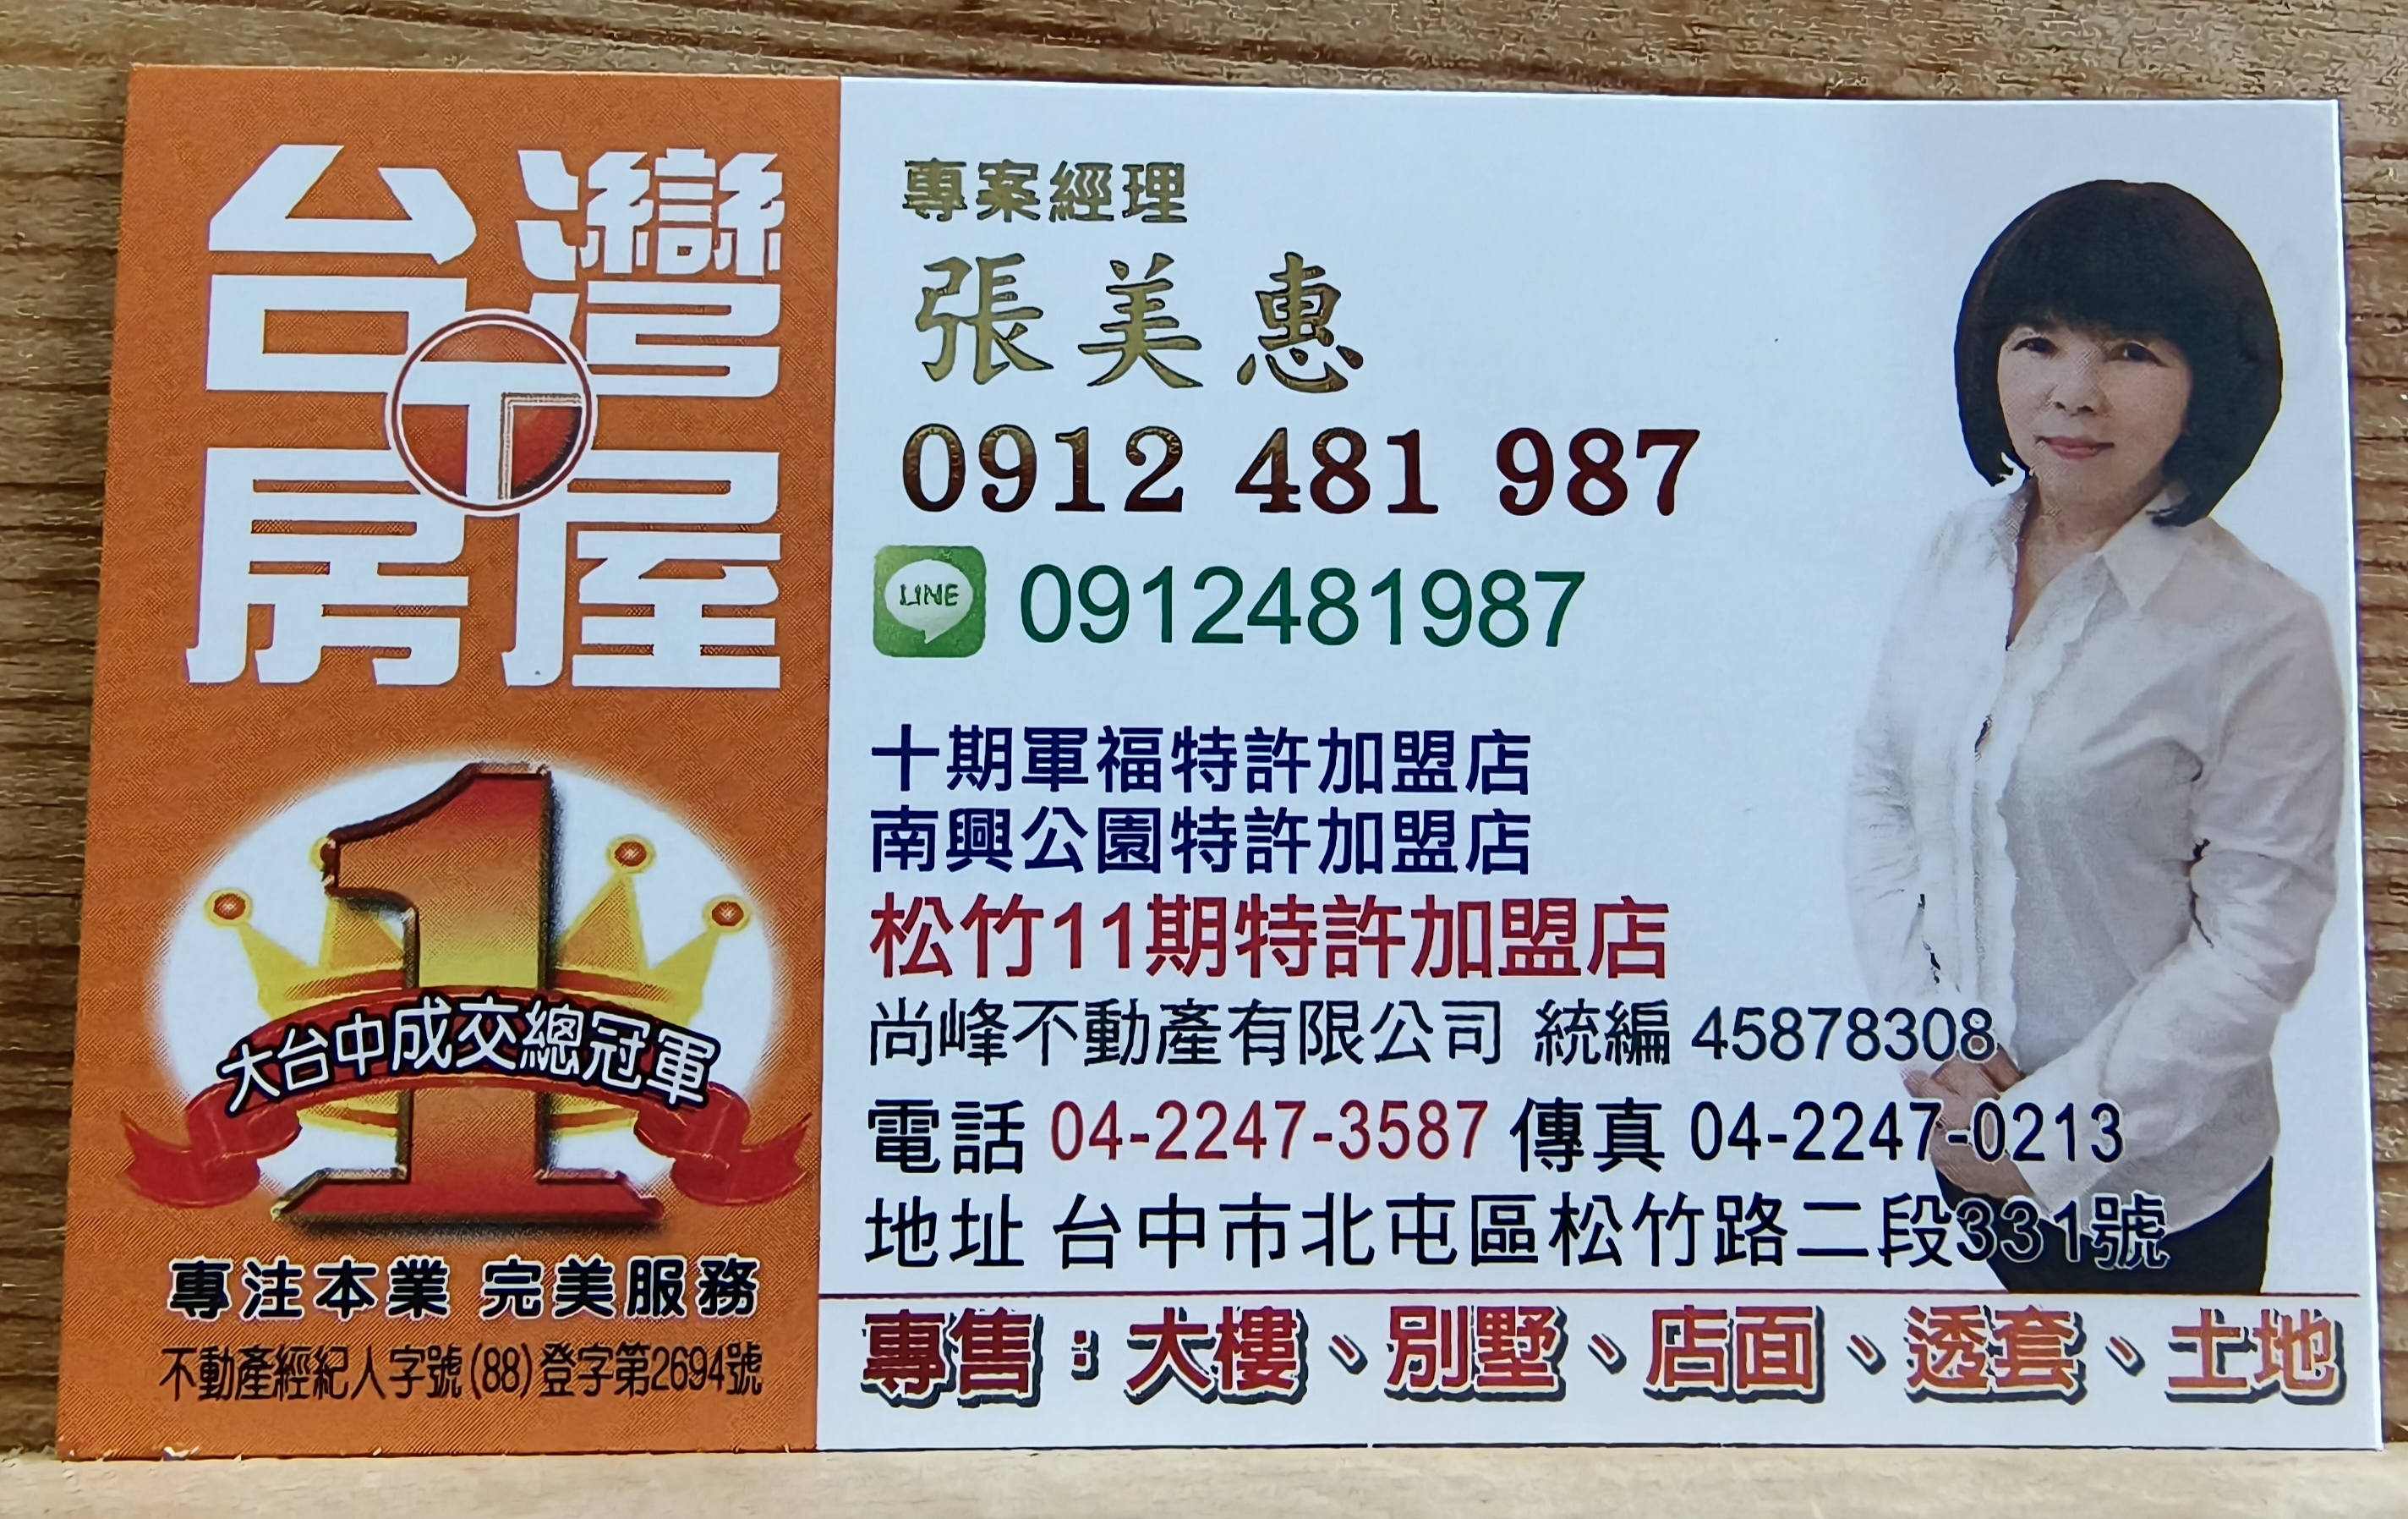 台灣
房屋
1
大台中成交總冠軍
專注本業 完美服務
不動產經紀人字號(88)登字第2694號
專案經理
張美惠
0912 481 987
LINE 0912481987
十期軍福特許加盟店
南興公園特許加盟店
松竹11期特許加盟店
尚峰不動產有限公司 統編 45878308
電話 04-2247-3587 傳真 04-2247-0213
地址 台中市北屯區松竹路二段331號
專售：大樓、別墅、店面、透套、土地